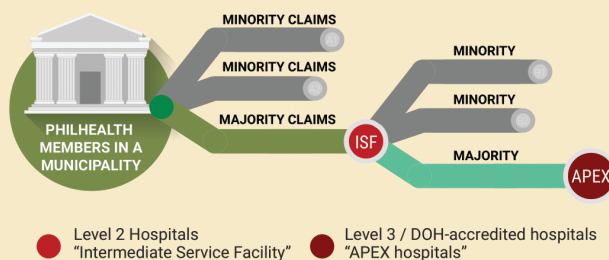 MINORITY CLAIMS
MINORITY CLAIMS
MAJORITY CLAIMS
PHILHEALTH
MEMBERS IN A
MUNICIPALITY
ISF
MINORITY
MINORITY
MAJORITY
APEX
Level 2 Hospitals
"Intermediate Service Facility"
Level 3 / DOH-accredited hospitals
"APEX hospitals"